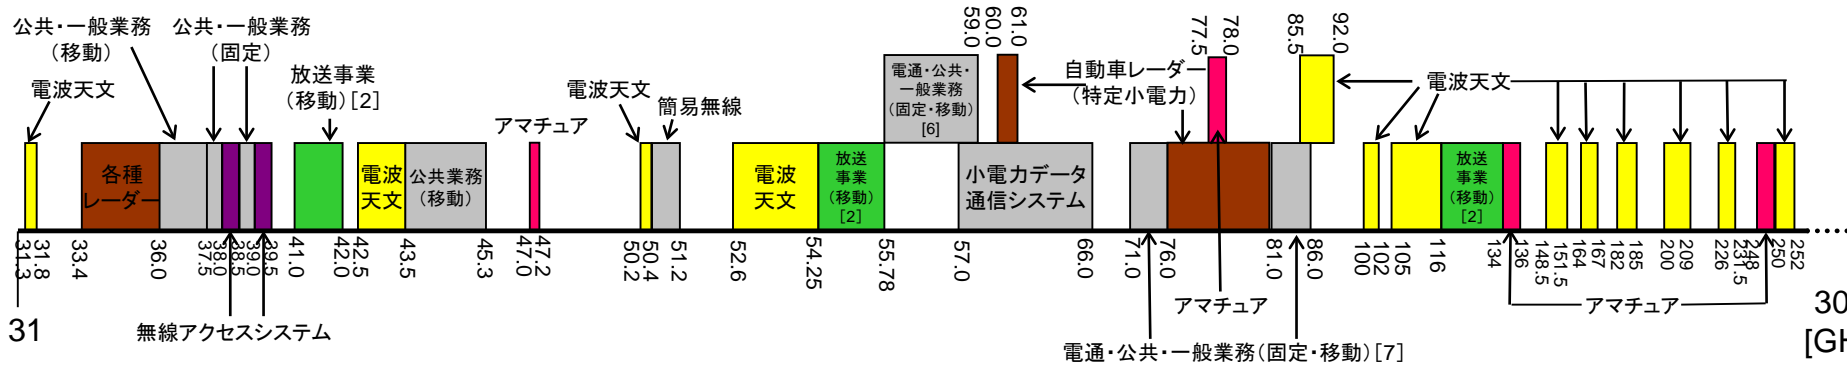 公共・一般業務
（移動）
公共・一般業務
（固定）
電波天文
放送事業
（移動）[2]
アマチュア
電波天文
簡易無線
電通・公共・
一般業務
（固定・移動）
[6]
59.0
60.0
61.0
自動車レーダー
（特定小電力）
77.5
78.0
85.5
92.0
電波天文
各種
レーダー
電波
天文
公共業務
（移動）
電波
天文
放送
事業
（移動）
[2]
小電力データ
通信システム
放送
事業
（移動）
[2]
31.3
31.8
33.4
36.0
37.5
38.0
38.5
39.0
39.5
41.0
42.0
42.5
43.5
45.3
47.0
47.2
50.2
50.4
51.2
52.6
54.25
55.78
57.0
66.0
71.0
76.0
81.0
86.0
100
102
105
116
134
136
148.5
151.5
164
167
182
185
200
209
226
231.5
248
250
252
31
無線アクセスシステム
アマチュア
電通・公共・一般業務（固定・移動）[7]
アマチュア
30
[GH